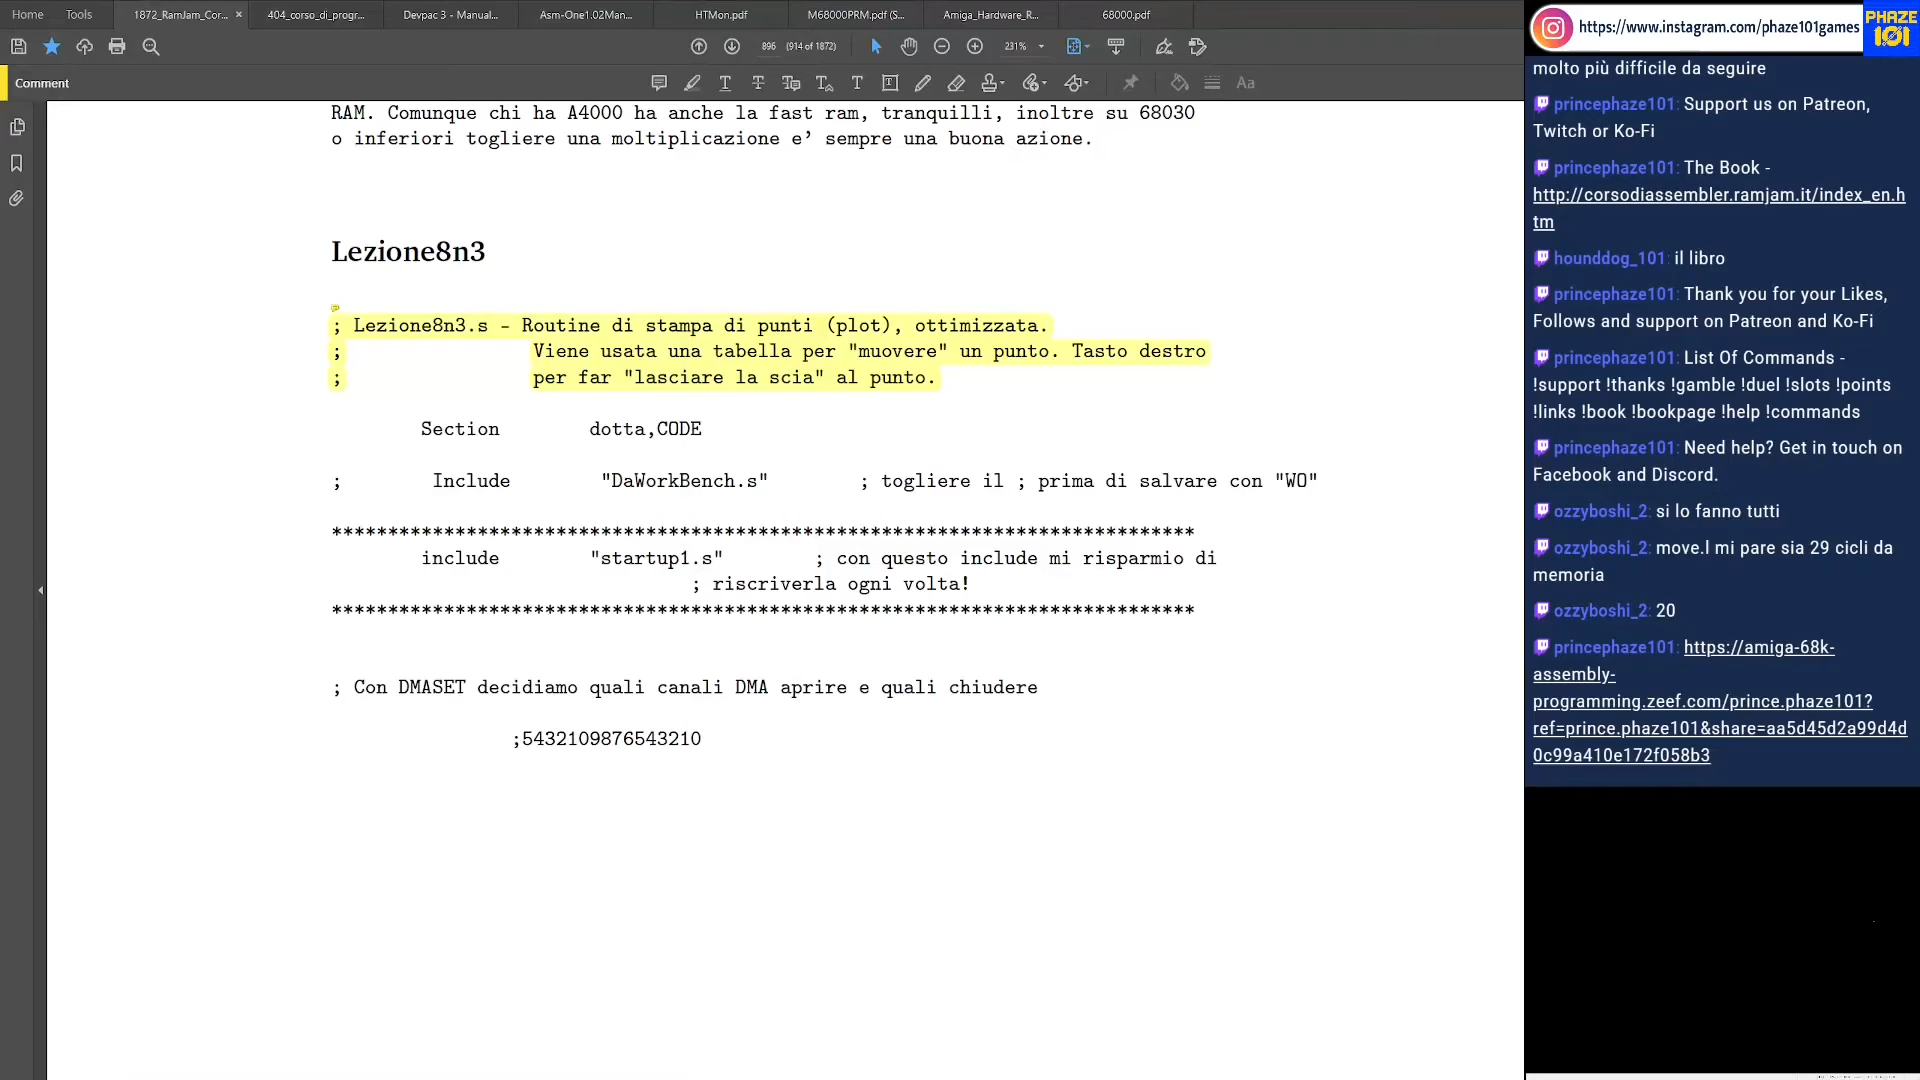 Home
Tools
1872_RamJam_Cor...
×
404_corso_di_progr...
Devpac 3 - Manual...
Asm-One1.02Man...
HTMon.pdf
M68000PRM.pdf (S...
Amiga_Hardware_R...
68000.pdf
896
(914 of 1872)
231%
Comment
Aa
RAM. Comunque chi ha A4000 ha anche la fast ram, tranquilli, inoltre su 68030
o inferiori togliere una moltiplicazione e’ sempre una buona azione.
Lezione8n3
; Lezione8n3.s - Routine di stampa di punti (plot), ottimizzata.
; Viene usata una tabella per "muovere" un punto. Tasto destro
; per far "lasciare la scia" al punto.
Section dotta,CODE
; Include "DaWorkBench.s" ; togliere il ; prima di salvare con "WO"
*****************************************************************************
include "startup1.s" ; con questo include mi risparmio di
; riscriverla ogni volta!
*****************************************************************************
; Con DMASET decidiamo quali canali DMA aprire e quali chiudere
;5432109876543210
https://www.instagram.com/phaze101games
PHAZE
101
molto più difficile da seguire
princephaze101: Support us on Patreon,
Twitch or Ko-Fi
princephaze101: The Book -
http://corsodiassembler.ramjam.it/index_en.h
tm
hounddog_101: il libro
princephaze101: Thank you for your Likes,
Follows and support on Patreon and Ko-Fi
princephaze101: List Of Commands -
!support !thanks !gamble !duel !slots !points
!links !book !bookpage !help !commands
princephaze101: Need help? Get in touch on
Facebook and Discord.
ozzyboshi_2: si lo fanno tutti
ozzyboshi_2: move.l mi pare sia 29 cicli da
memoria
ozzyboshi_2: 20
princephaze101: https://amiga-68k-
assembly-
programming.zeef.com/prince.phaze101?
ref=prince.phaze101&share=aa5d45d2a99d4d
0c99a410e172f058b3